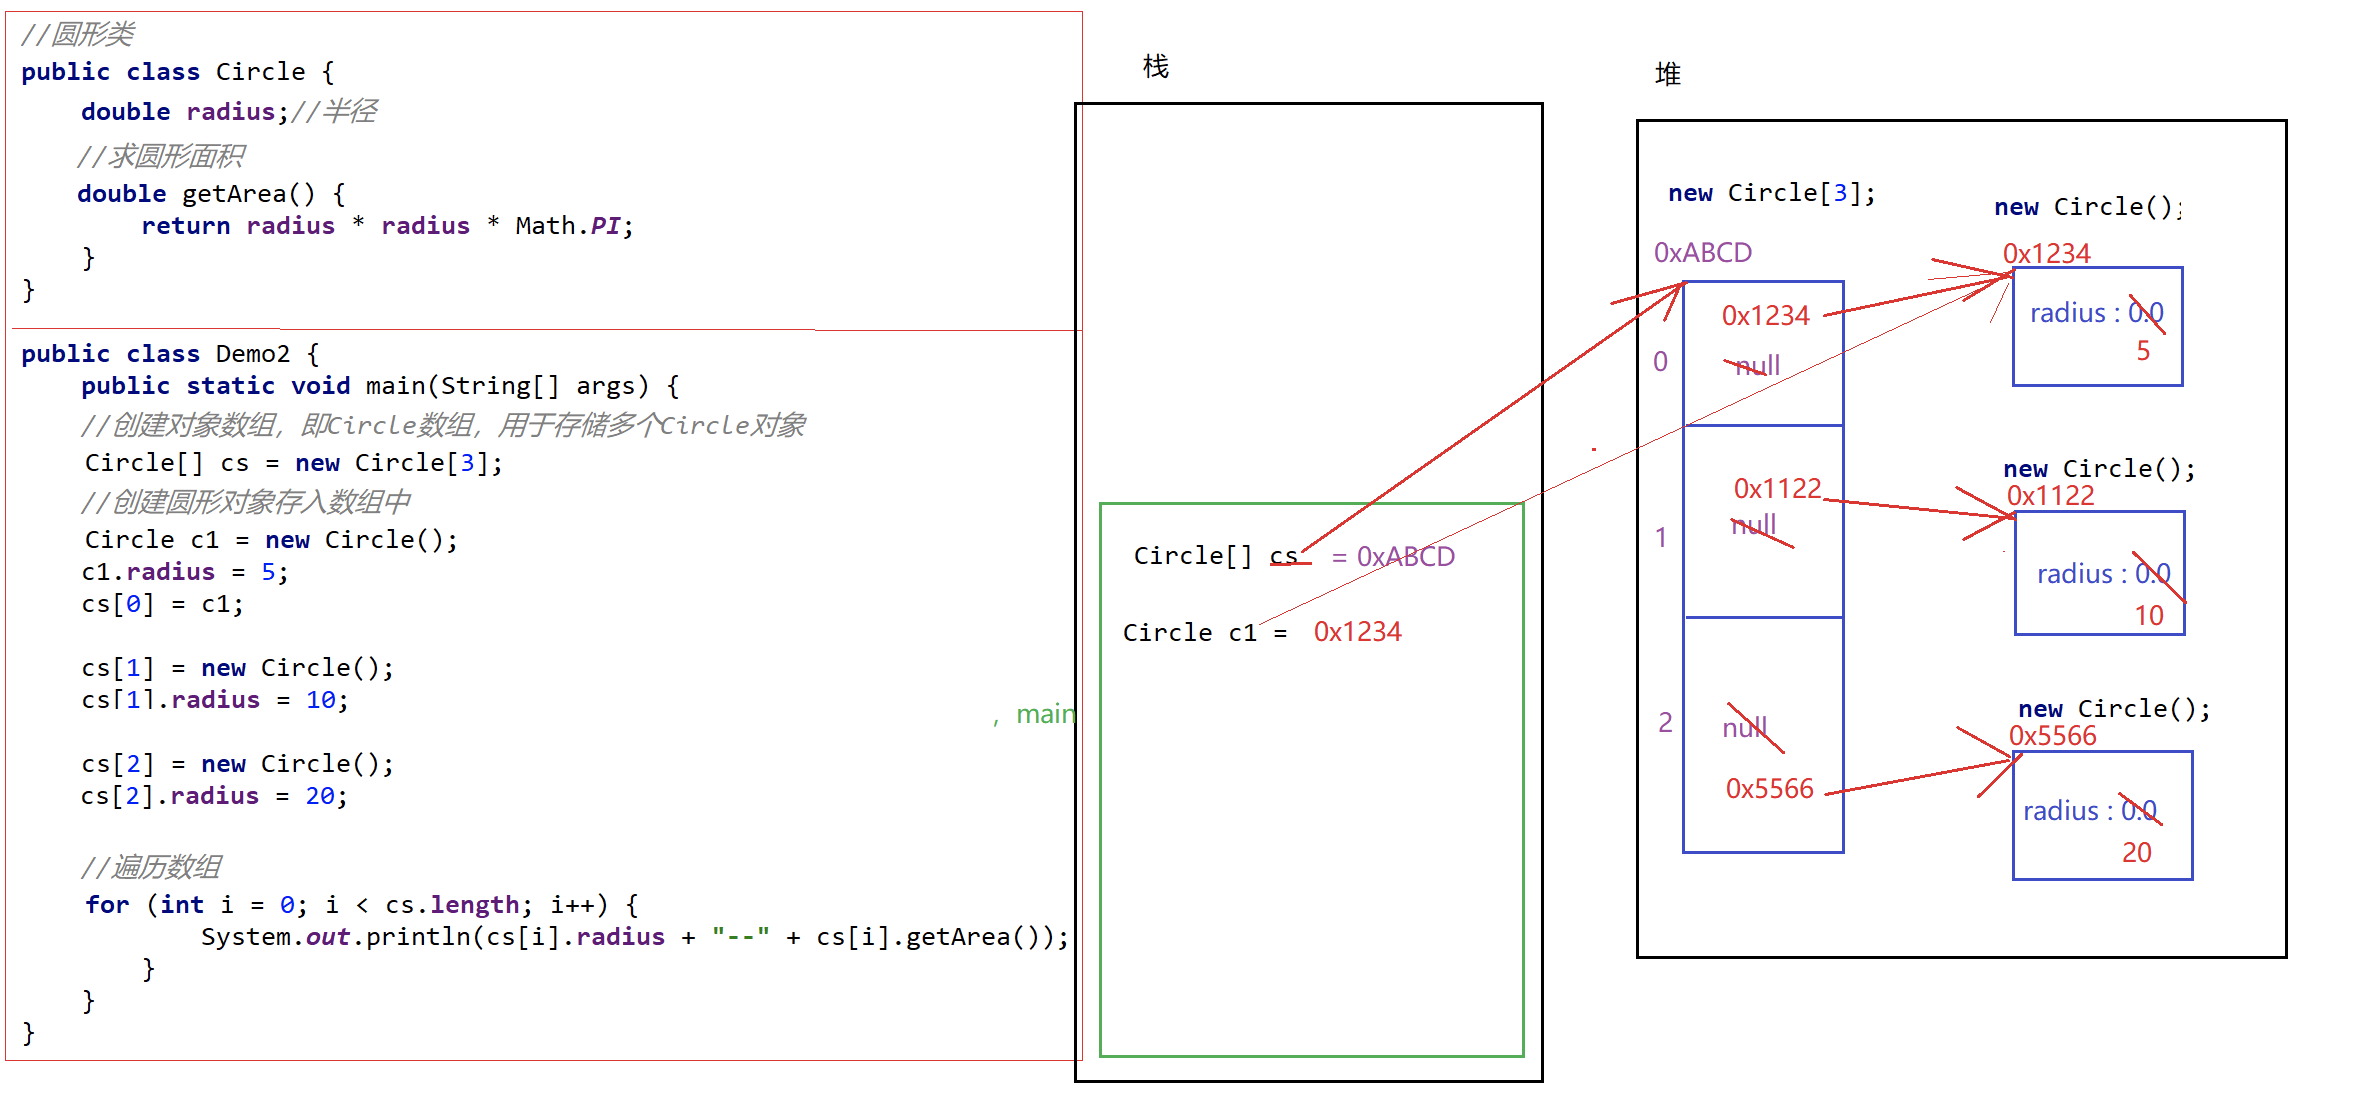 //圆形类
public class Circle {
double radius;//半径
//求圆形面积
double getArea() {
return radius * radius * Math.PI;
}
}
public class Demo2 {
public static void main(String[] args) {
//创建对象数组，即Circle数组，用于存储多个Circle对象
Circle[] cs = new Circle[3];
//创建圆形对象存入数组中
Circle c1 = new Circle();
c1.radius = 5;
cs[0] = c1;
cs[1] = new Circle();
cs[1].radius = 10;
cs[2] = new Circle();
cs[2].radius = 20;
//遍历数组
for (int i = 0; i < cs.length; i++) {
System.out.println(cs[i].radius + "--" + cs[i].getArea());
}
}
}
栈
，main
Circle[] cs = 0xABCD
Circle c1 = 0x1234
堆
new Circle[3];
0xABCD
0
0x1234
null
1
0x1122
null
2
null
0x5566
new Circle();
0x1234
radius : 0.0
5
new Circle();
0x1122
radius : 0.0
10
new Circle();
0x5566
radius : 0.0
20